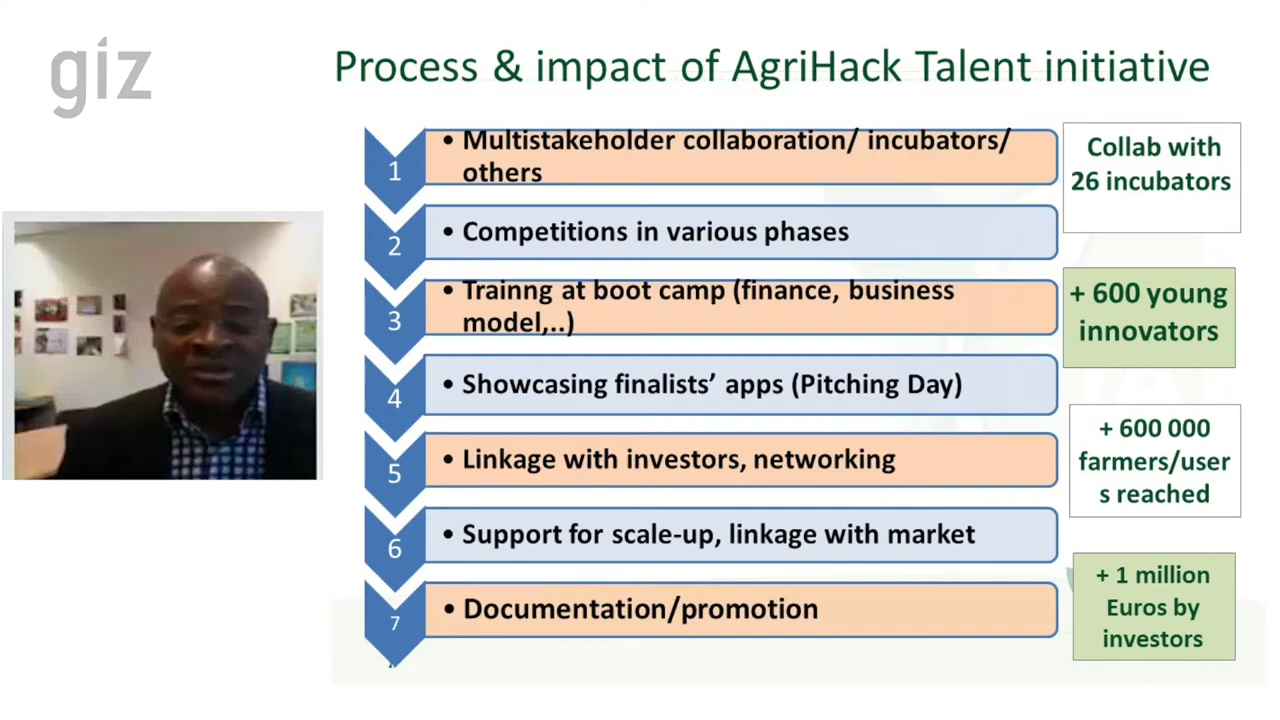 giz
Process & impact of AgriHack Talent initiative
1
• Multistakeholder collaboration/ incubators/
others
2
• Competitions in various phases
3
• Trainng at boot camp (finance, business
model,..)
4
• Showcasing finalists’ apps (Pitching Day)
5
• Linkage with investors, networking
6
• Support for scale-up, linkage with market
7
• Documentation/promotion
Collab with
26 incubators
+ 600 young
innovators
+ 600 000
farmers/user
s reached
+ 1 million
Euros by
investors